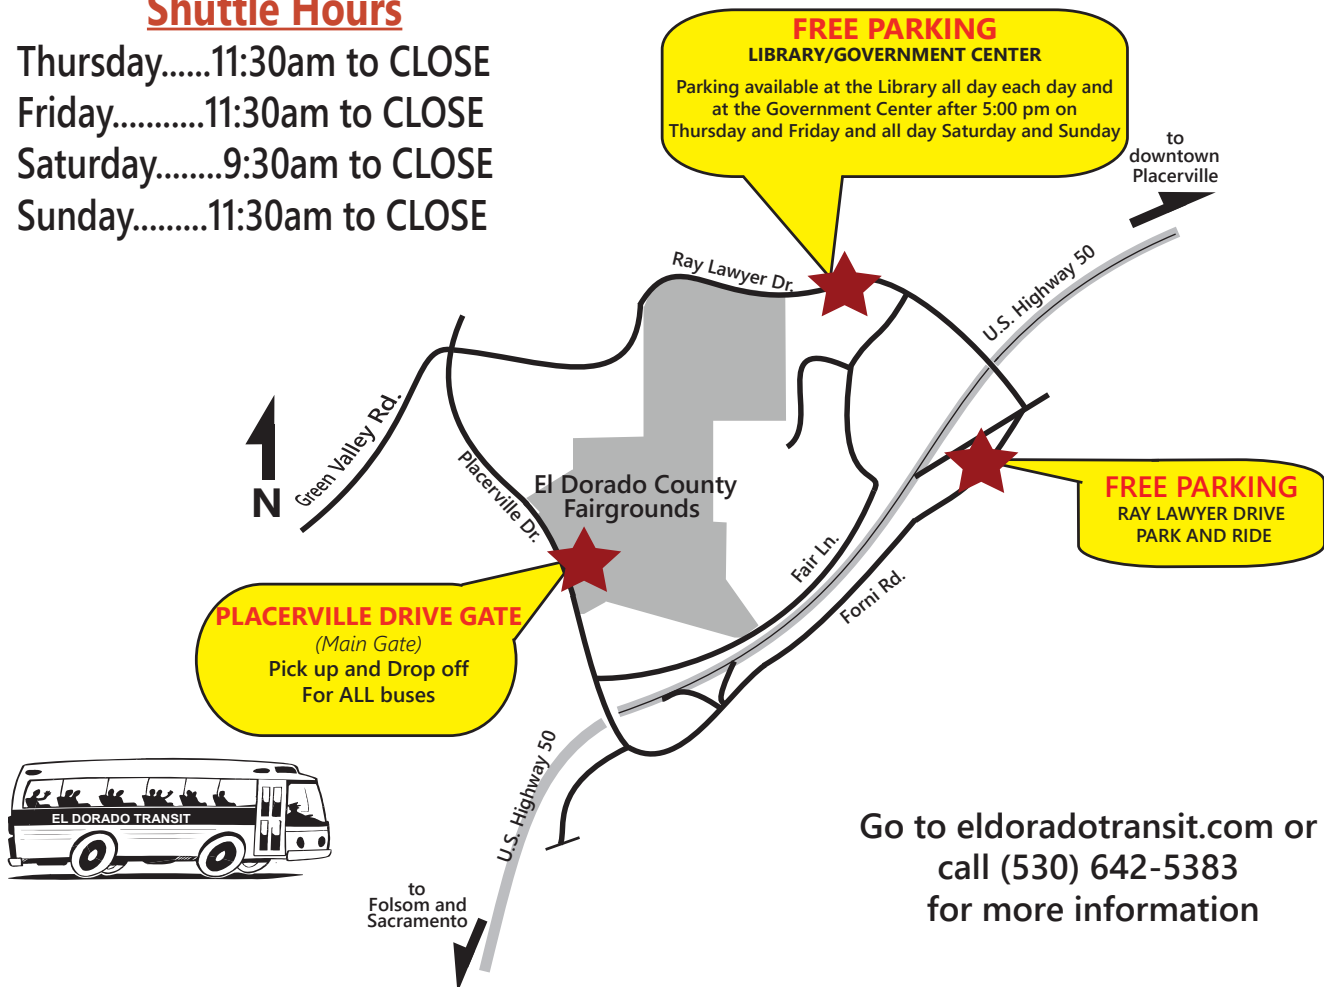 Shuttle Hours
Thursday......11:30am to CLOSE
Friday...........11:30am to CLOSE
Saturday........9:30am to CLOSE
Sunday.........11:30am to CLOSE
FREE PARKING
LIBRARY/GOVERNMENT CENTER
Parking available at the Library all day each day and
at the Government Center after 5:00 pm on
Thursday and Friday and all day Saturday and Sunday
to
downtown
Placerville
Ray Lawyer Dr.
U.S. Highway 50
Green Valley Rd.
N
Placerville Dr.
El Dorado County
Fairgrounds
FREE PARKING
RAY LAWYER DRIVE
PARK AND RIDE
Fair Ln.
Forni Rd.
PLACERVILLE DRIVE GATE
(Main Gate)
Pick up and Drop off
For ALL buses
U.S. Highway 50
EL DORADO TRANSIT
to
Folsom and
Sacramento
Go to eldoradotransit.com or
call (530) 642-5383
for more information